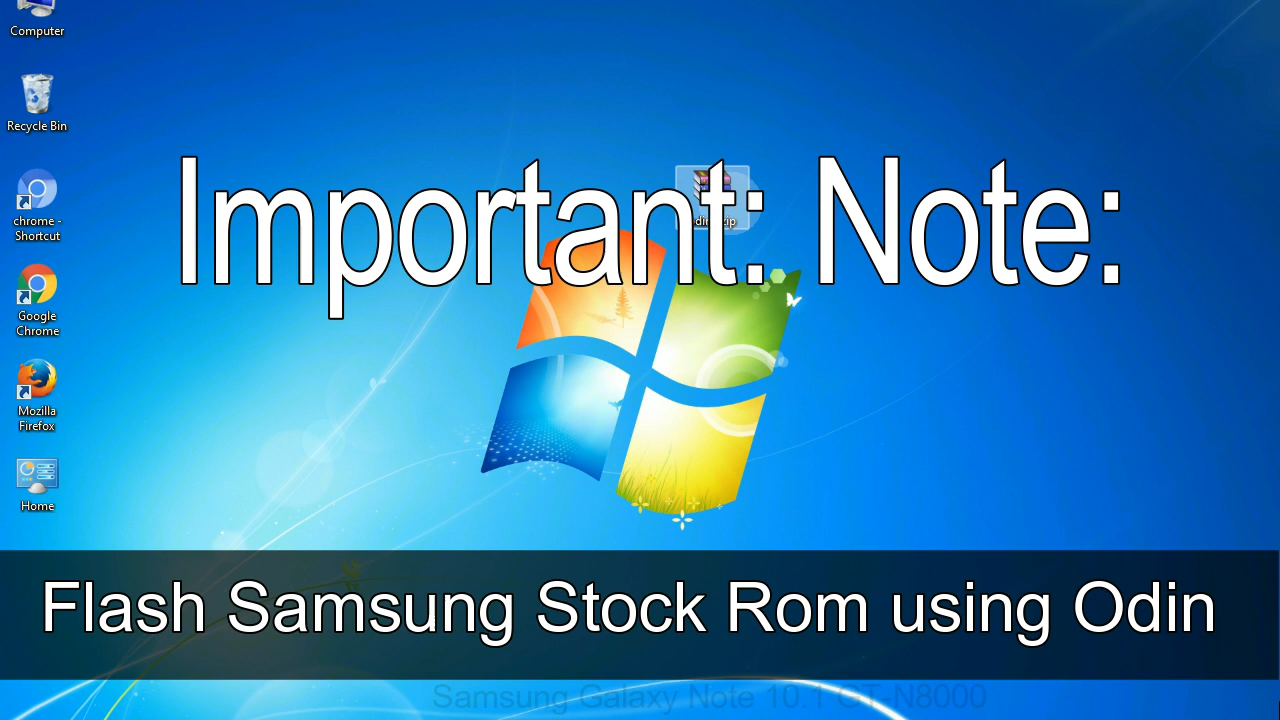 Computer
Recycle Bin
chrome -
Shortcut
Google
Chrome
Mozilla
Firefox
Home
Important: Note:
Flash Samsung Stock Rom using Odin
Samsung Galaxy Note 10.1 GT-N8000